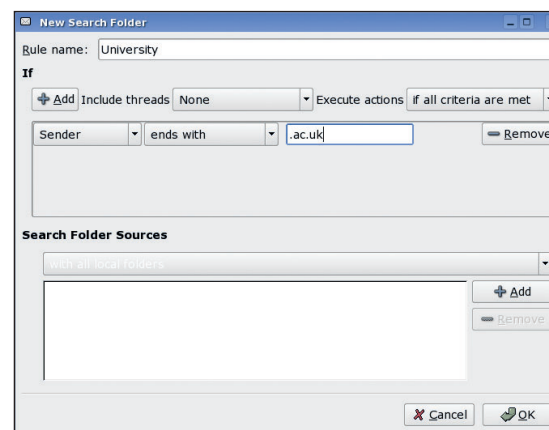 New Search Folder
Rule name: University
If
Add Include threads None Execute actions if all criteria are met
Sender ends with .ac.uk Remove
Search Folder Sources
with all local folders
Add
Remove
Cancel OK